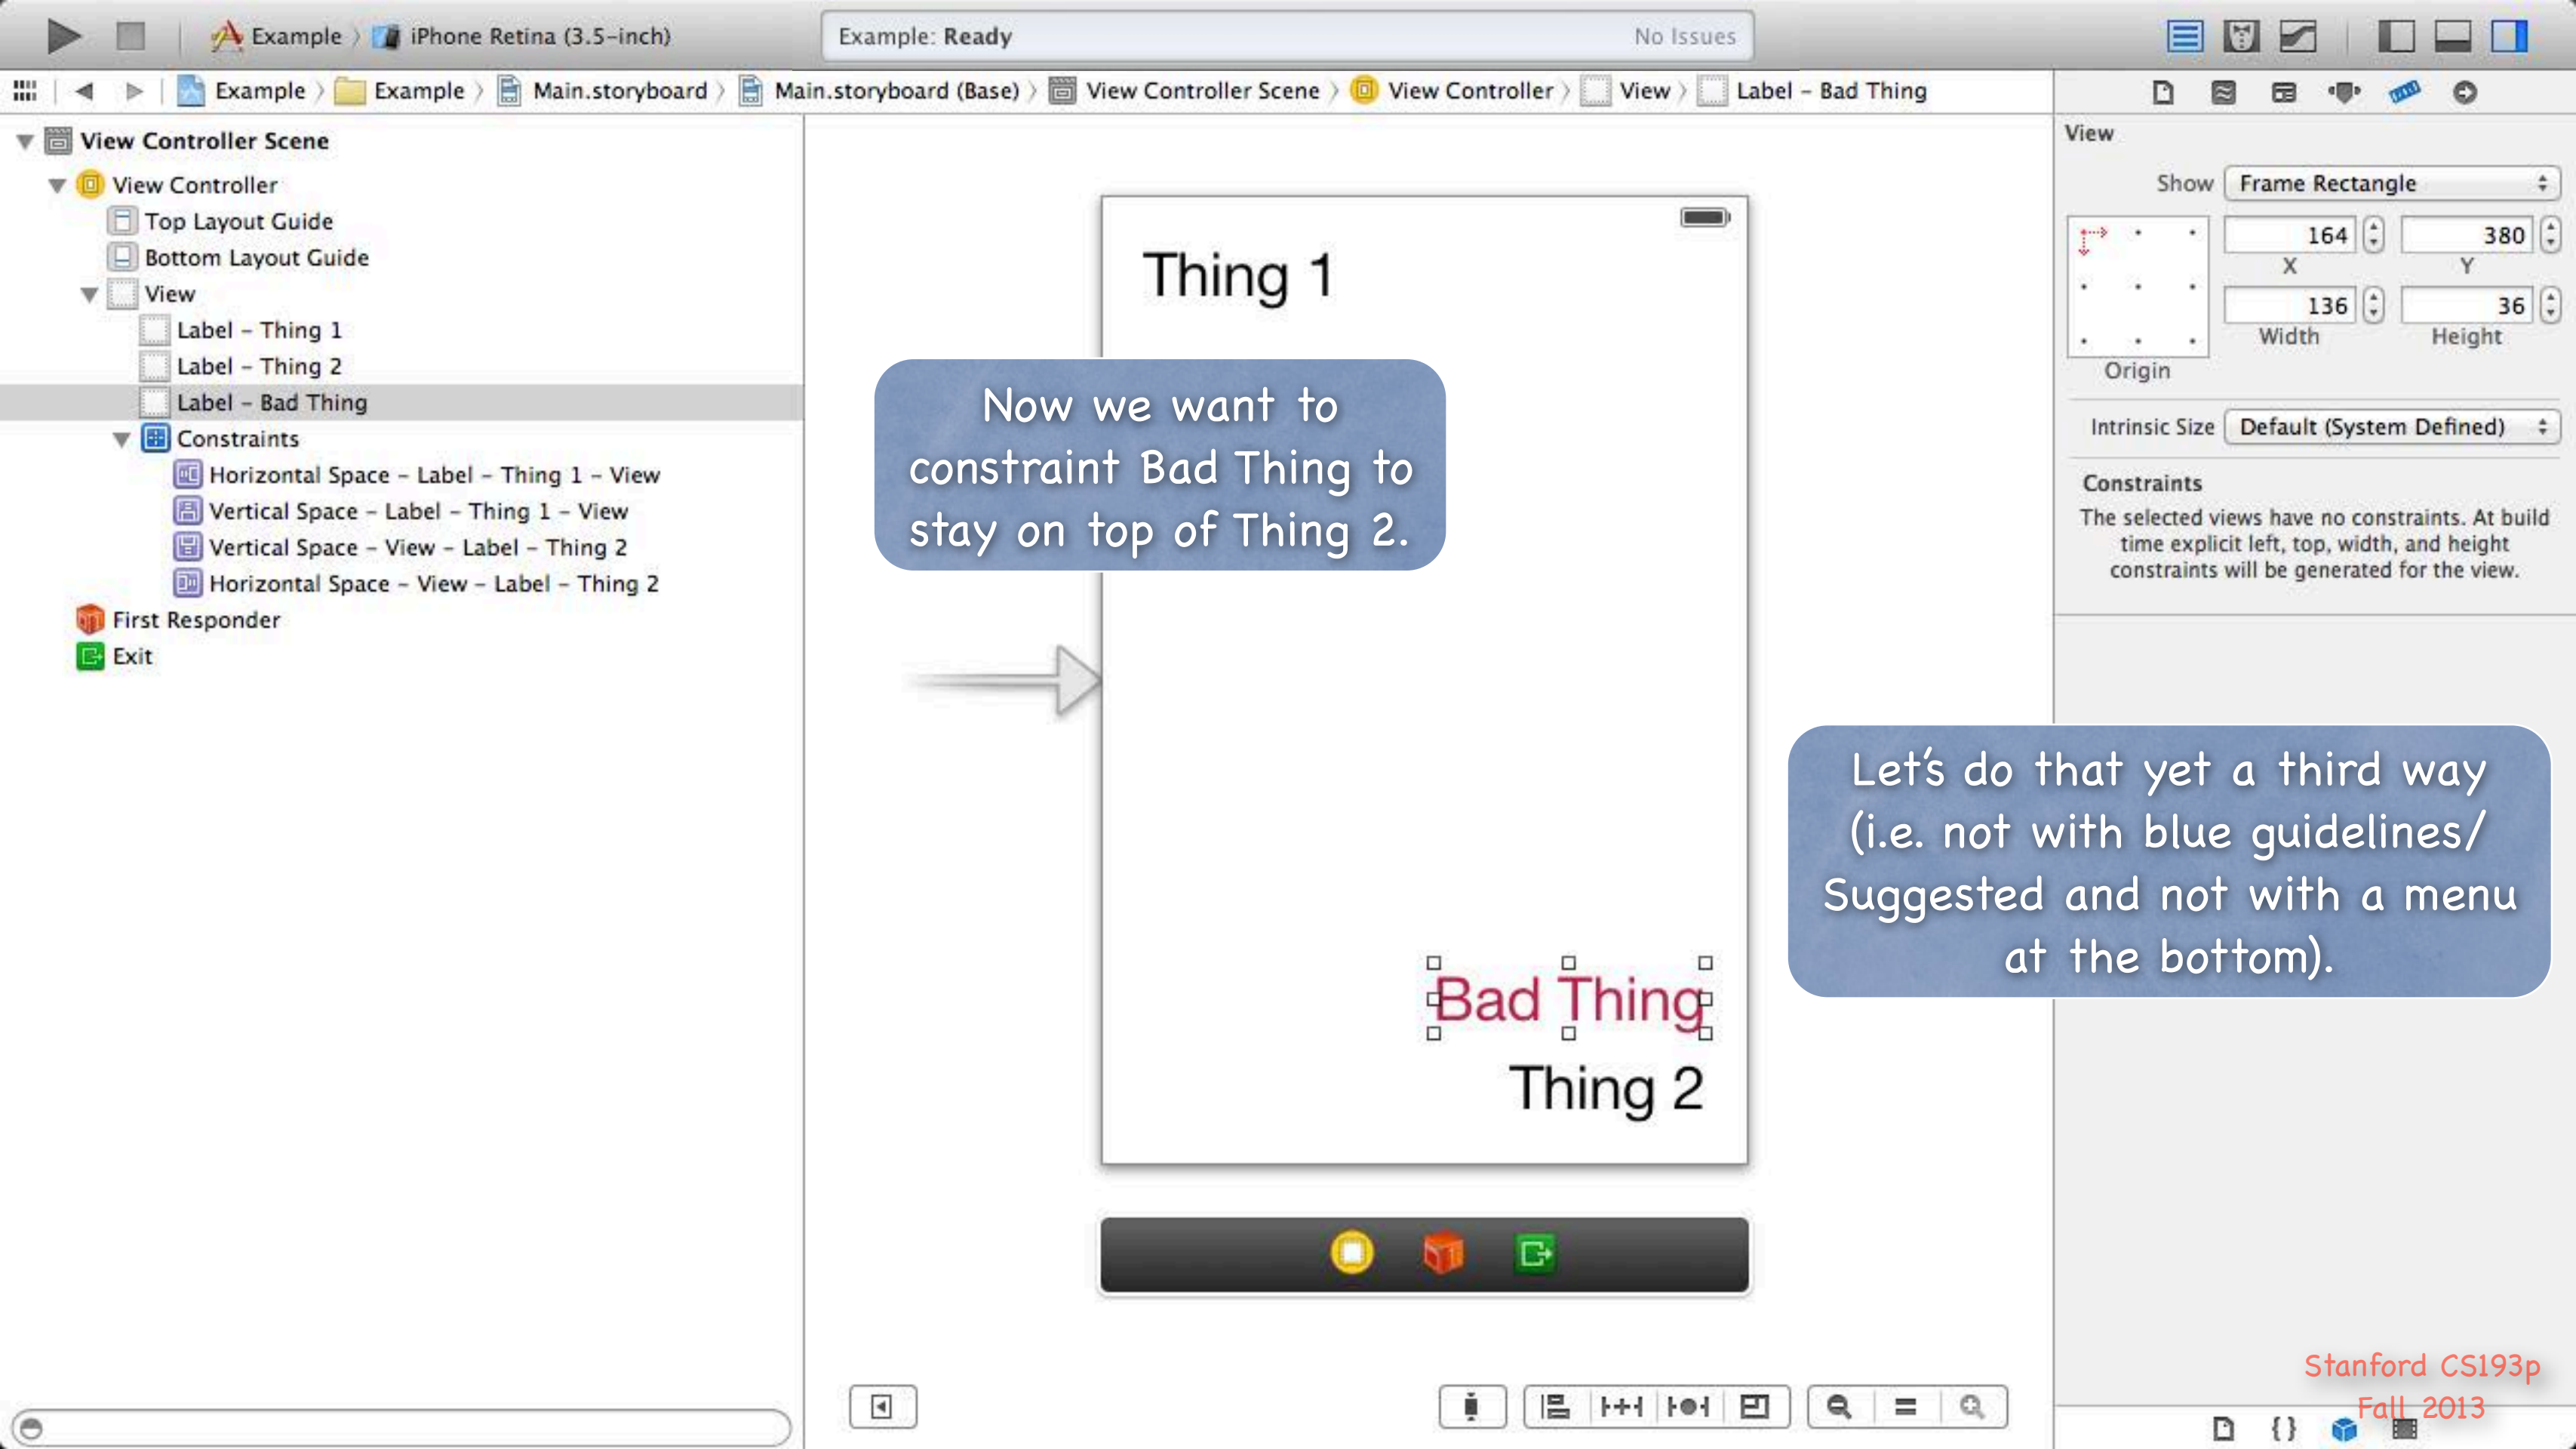 Example 〉 iPhone Retina (3.5-inch)
Example: Ready
No Issues
Example 〉 Example 〉 Main.storyboard 〉 Main.storyboard (Base) 〉 View Controller Scene 〉 View Controller 〉 View 〉 Label – Bad Thing
View Controller Scene
View Controller
Top Layout Guide
Bottom Layout Guide
View
Label – Thing 1
Label – Thing 2
Label – Bad Thing
Constraints
Horizontal Space – Label – Thing 1 – View
Vertical Space – Label – Thing 1 – View
Vertical Space – View – Label – Thing 2
Horizontal Space – View – Label – Thing 2
First Responder
Exit
Thing 1
Now we want to
constraint Bad Thing to
stay on top of Thing 2.
Bad Thing
Thing 2
View
Show Frame Rectangle
164 380
X Y
136 36
Width Height
Origin
Intrinsic Size Default (System Defined)
Constraints
The selected views have no constraints. At build
time explicit left, top, width, and height
constraints will be generated for the view.
Let's do that yet a third way
(i.e. not with blue guidelines/
Suggested and not with a menu
at the bottom).
Stanford CS193p
Fall 2013
{}